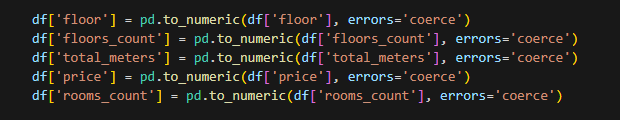 df['floor'] = pd.to_numeric(df['floor'], errors='coerce')
df['floors_count'] = pd.to_numeric(df['floors_count'], errors='coerce')
df['total_meters'] = pd.to_numeric(df['total_meters'], errors='coerce')
df['price'] = pd.to_numeric(df['price'], errors='coerce')
df['rooms_count'] = pd.to_numeric(df['rooms_count'], errors='coerce')